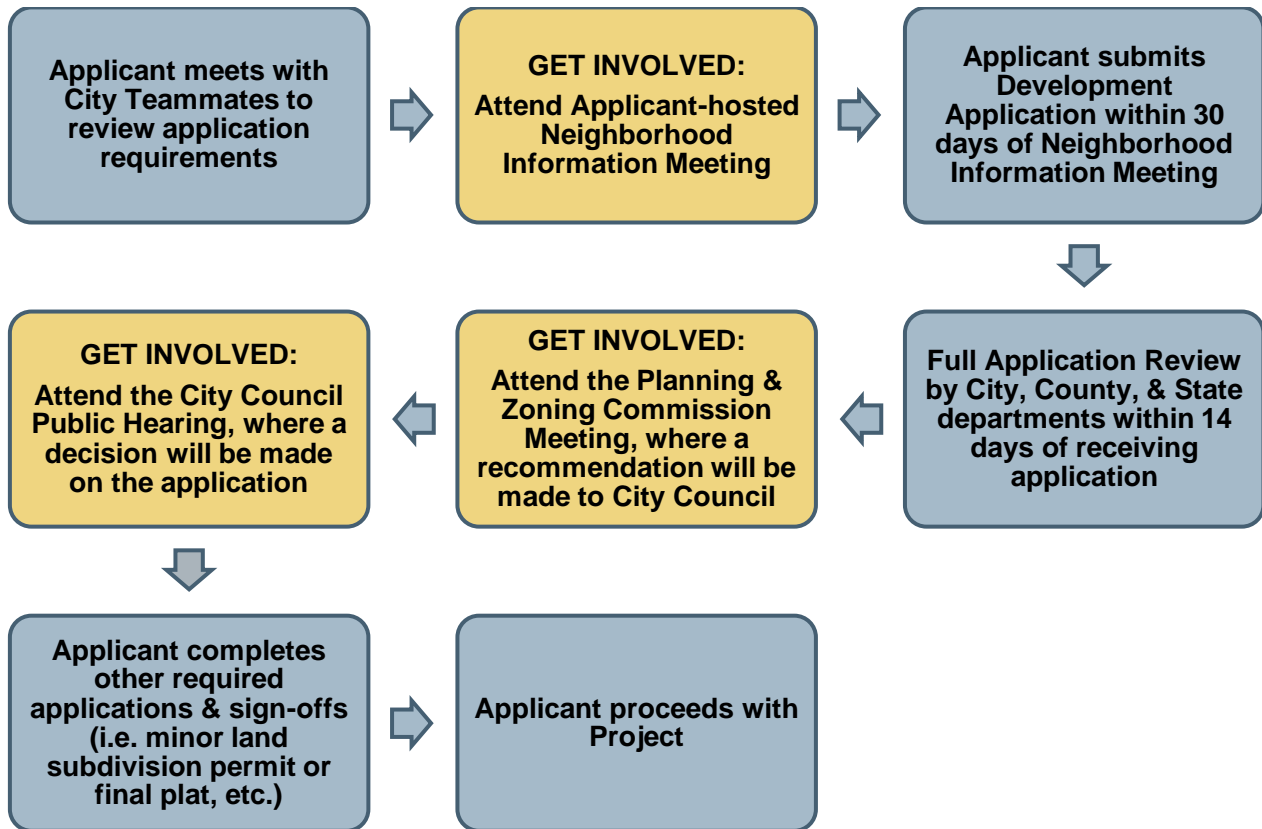 Applicant meets with
City Teammates to
review application
requirements
GET INVOLVED:
Attend Applicant-hosted
Neighborhood
Information Meeting
Applicant submits
Development
Application within 30
days of Neighborhood
Information Meeting
Full Application Review
by City, County, & State
departments within 14
days of receiving
application
GET INVOLVED:
Attend the Planning &
Zoning Commission
Meeting, where a
recommendation will be
made to City Council
GET INVOLVED:
Attend the City Council
Public Hearing, where a
decision will be made
on the application
Applicant completes
other required
applications & sign-offs
(i.e. minor land
subdivision permit or
final plat, etc.)
Applicant proceeds with
Project